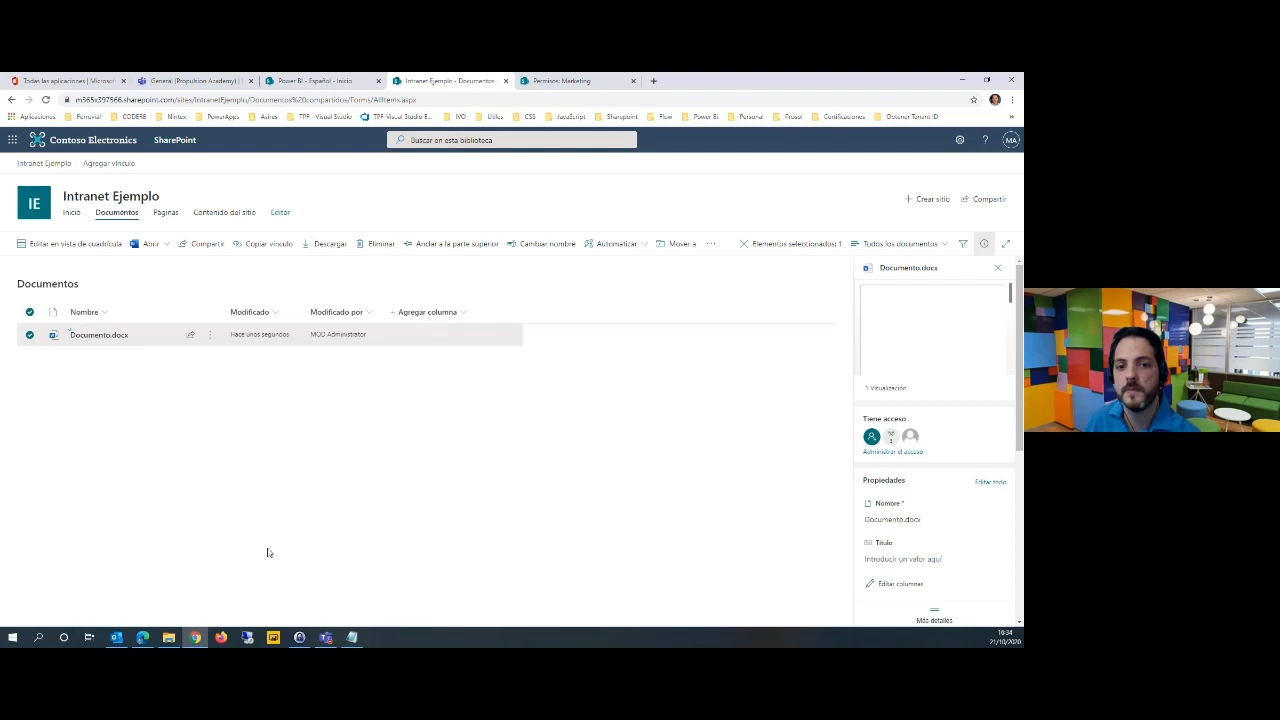 Todas las aplicaciones | Microsof
General (Propulsion Academy) |
Power BI - Español - Inicio
Intranet Ejemplo - Documentos
Permisos: Marketing
m365x397566.sharepoint.com/sites/IntranetEjemplo/Documentos%20compartidos/Forms/AllItems.aspx
Aplicaciones Ferrovial CODERE Nintex PowerApps Asires TPF - Visual Studio TPF-Visual Studio E... IVO Utiles CSS JavaScript Sharepoint Flow Power Bi Personal Prosol Certificaciones Obtener Tenant ID »
Contoso Electronics SharePoint Buscar en esta biblioteca ? MA
Intranet Ejemplo Agregar vínculo
IE
Intranet Ejemplo
Crear sitio Compartir
Inicio Documentos Páginas Contenido del sitio Editar
Editar en vista de cuadrícula Abrir Compartir Copiar vínculo Descargar Eliminar Anclar a la parte superior Cambiar nombre Automatizar Mover a ··· Elementos seleccionados: 1 Todos los documentos
Documentos
Nombre Modificado Modificado por + Agregar columna
Documento.docx Hace unos segundos MOD Administrator
Documento.docx
1 Visualización
Tiene acceso
Administrar el acceso
Propiedades Editar todo
Nombre *
Documento.docx
Título
Introducir un valor aquí
Editar columnas
Más detalles
16:34
21/10/2020